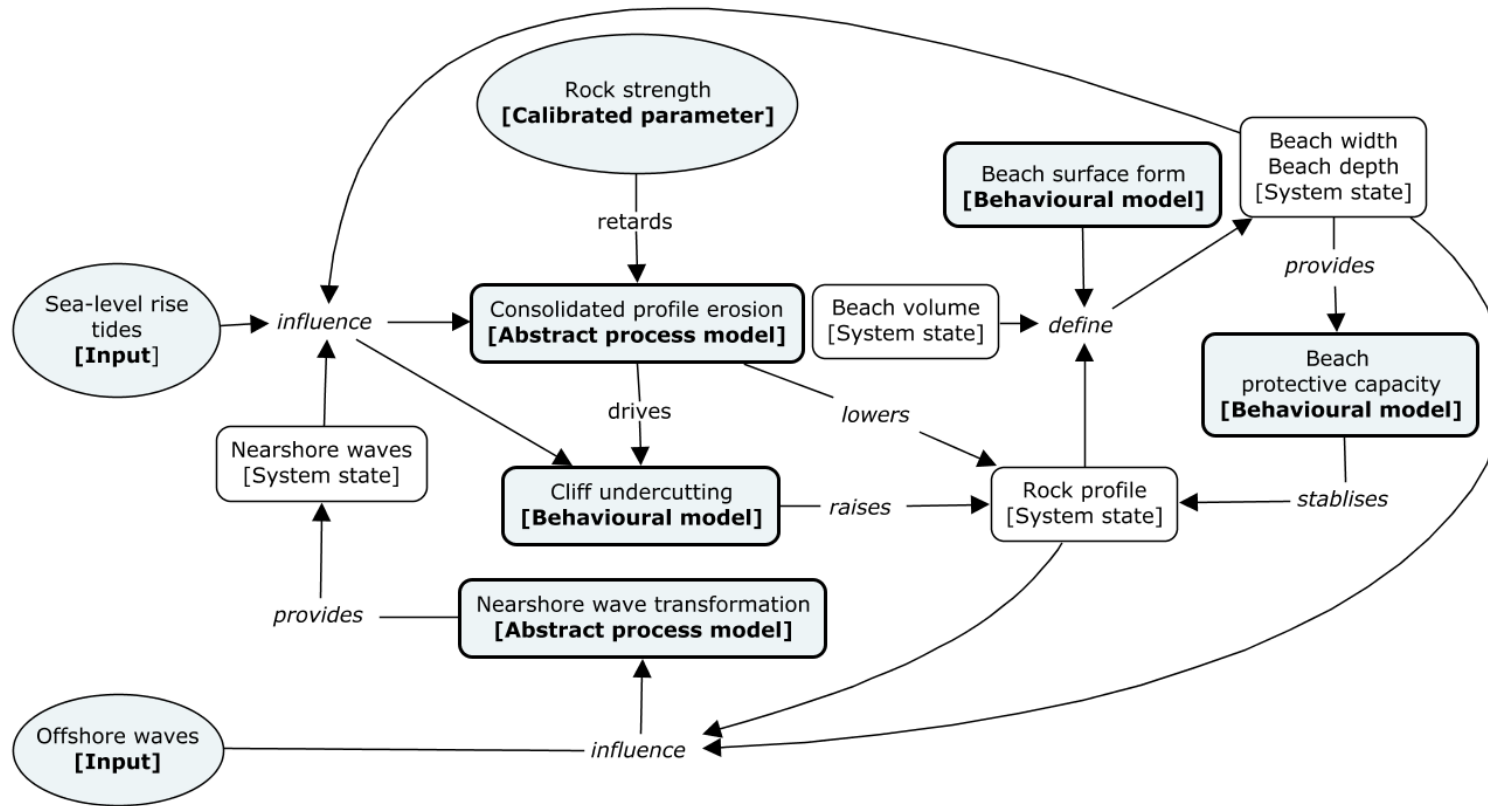 Rock strength
[Calibrated parameter]
Beach width
Beach depth
[System state]
Beach surface form
[Behavioural model]
retards
provides
Sea-level rise
tides
[Input]
influence
Consolidated profile erosion
[Abstract process model]
Beach volume
[System state]
define
Beach
protective capacity
[Behavioural model]
drives
lowers
Nearshore waves
[System state]
Cliff undercutting
[Behavioural model]
raises
Rock profile
[System state]
stablises
provides
Nearshore wave transformation
[Abstract process model]
Offshore waves
[Input]
influence